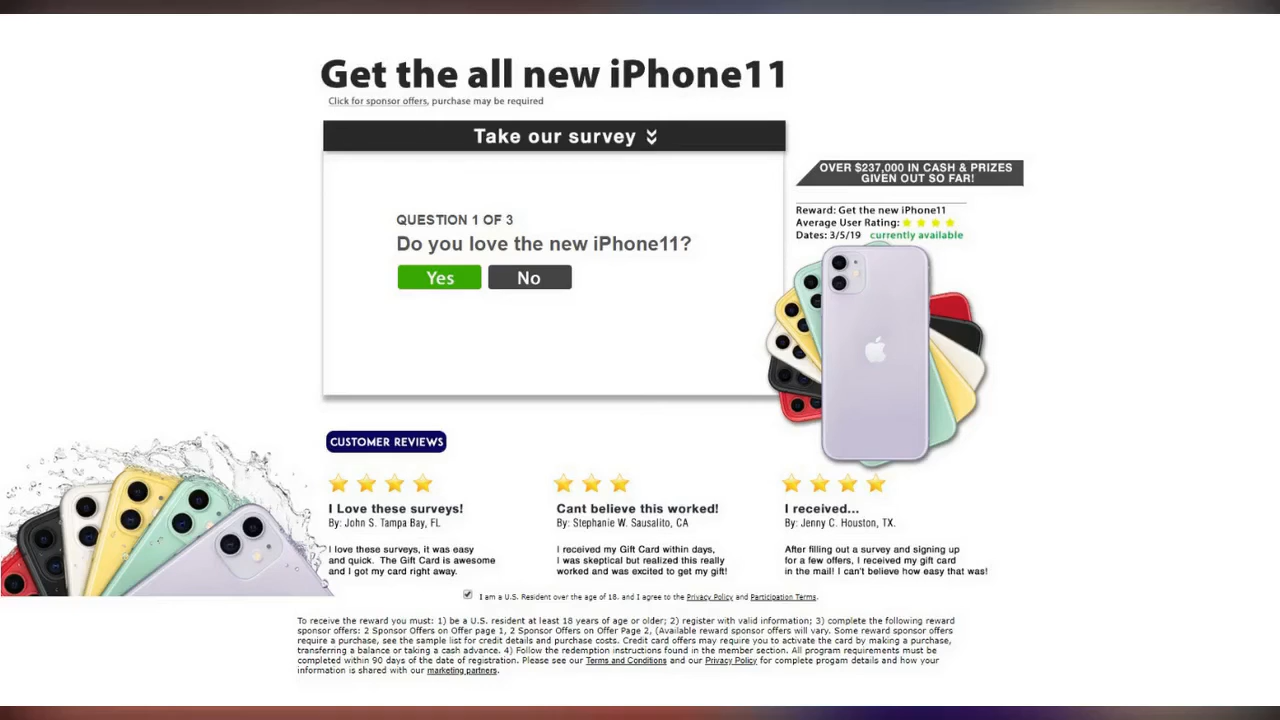 Get the all new iPhone11
Click for sponsor offers, purchase may be required
Take our survey
OVER $237,000 IN CASH & PRIZES
GIVEN OUT SO FAR!
QUESTION 1 OF 3
Do you love the new iPhone11?
Yes
No
Reward: Get the new iPhone11
Average User Rating:
Dates: 3/5/19 currently available
CUSTOMER REVIEWS
I Love these surveys!
By: John S. Tampa Bay, FL
I love these surveys, it was easy
and quick. The Gift Card is awesome
and I got my card right away.
Cant believe this worked!
By: Stephanie W. Sausalito, CA
I received my Gift Card within days,
I was skeptical but realized this really
worked and was excited to get my gift!
I received...
By: Jenny C. Houston, TX.
After filling out a survey and signing up
for a few offers, I received my gift card
in the mail! I can't believe how easy that was!
I am a U.S. Resident over the age of 18. and I agree to the Privacy Policy and Participation Terms.
To receive the reward you must: 1) be a U.S. resident at least 18 years of age or older; 2) register with valid information; 3) complete the following reward
sponsor offers: 2 Sponsor Offers on Offer page 1, 2 Sponsor Offers on Offer Page 2, (Available reward sponsor offers will vary. Some reward sponsor offers
require a purchase, see the sample list for credit details and purchase costs. Credit card offers may require you to activate the card by making a purchase,
transferring a balance or taking a cash advance. 4) Follow the redemption instructions found in the member section. All program requirements must be
completed within 90 days of the date of registration. Please see our Terms and Conditions and our Privacy Policy for complete progam details and how your
information is shared with our marketing partners.